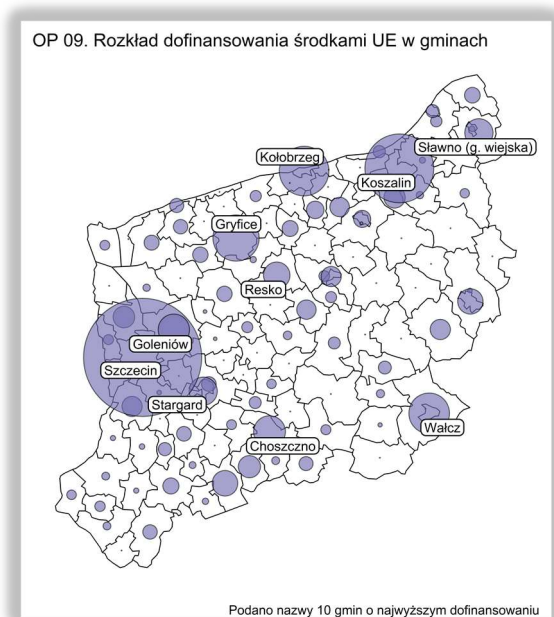 OP 09. Rozkład dofinansowania środkami UE w gminach
Sławno (g. wiejska)
Kołobrzeg
Koszalin
Gryfice
Resko
Goleniów
Szczecin
Stargard
Wałcz
Choszczno
Podano nazwy 10 gmin o najwyższym dofinansowaniu